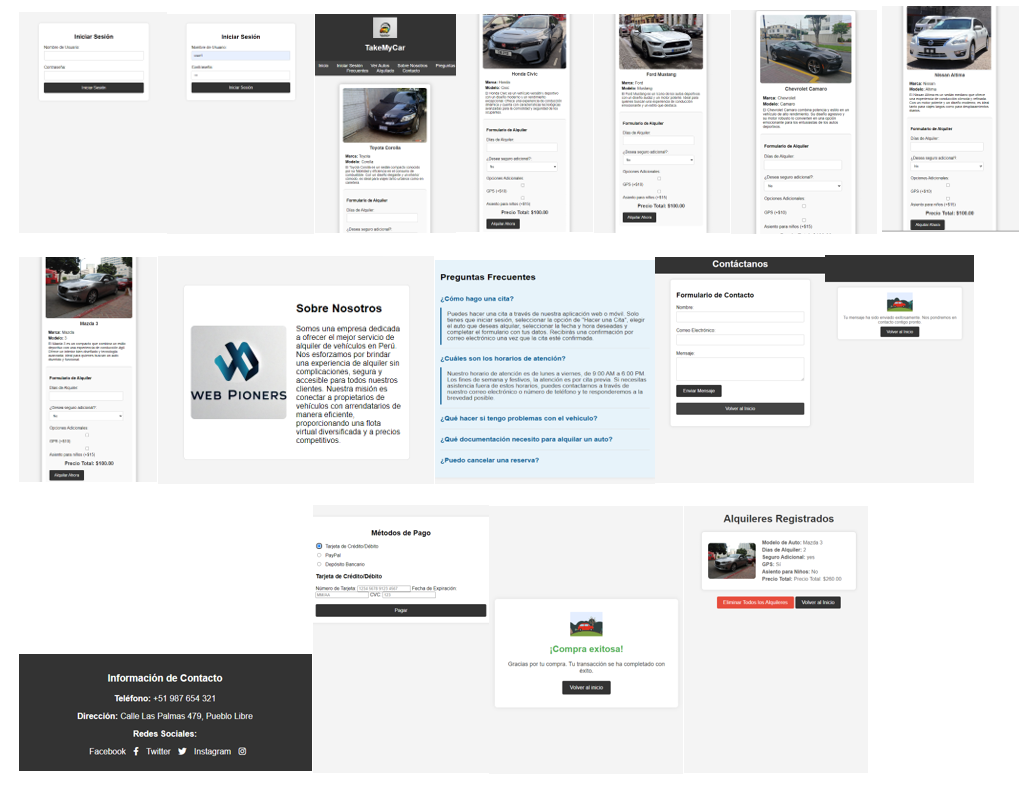 Iniciar Sesión
Nombre de Usuario
Contraseña
Iniciar Sesión
Iniciar Sesión
Nombre de Usuario
Contraseña
Iniciar Sesión
TakeMyCar
Inicio Iniciar Sesión Ver Autos Sobre Nosotros Preguntas
Frecuentes Alquilado Contacto
Toyota Corolla
Marca: Toyota
Modelo: Corolla
Formulario de Alquiler
Días de Alquiler
¿Desea seguro adicional?
Honda Civic
Marca: Honda
Modelo: Civic
Formulario de Alquiler
Días de Alquiler
¿Desea seguro adicional?
No
Opciones Adicionales
GPS (+$10)
Asiento para niños (+$15)
Precio Total: $100.00
Alquilar Ahora
Ford Mustang
Marca: Ford
Modelo: Mustang
Formulario de Alquiler
Días de Alquiler
¿Desea seguro adicional?
No
Opciones Adicionales
GPS (+$10)
Asiento para niños (+$15)
Precio Total: $100.00
Alquilar Ahora
Chevrolet Camaro
Marca: Chevrolet
Modelo: Camaro
Formulario de Alquiler
Días de Alquiler
¿Desea seguro adicional?
No
Opciones Adicionales
GPS (+$10)
Asiento para niños (+$15)
Nissan Altima
Marca: Nissan
Modelo: Altima
Formulario de Alquiler
Días de Alquiler
¿Desea seguro adicional?
No
Opciones Adicionales
GPS (+$10)
Asiento para niños (+$15)
Precio Total: $100.00
Alquilar Ahora
Mazda 3
Marca: Mazda
Modelo: 3
Formulario de Alquiler
Días de Alquiler
¿Desea seguro adicional?
No
Opciones Adicionales
GPS (+$10)
Asiento para niños (+$15)
Precio Total: $100.00
Alquilar Ahora
WEB PIONERS
Sobre Nosotros
Somos una empresa dedicada
a ofrecer el mejor servicio de
alquiler de vehículos en Perú.
Nos esforzamos por brindar
una experiencia de alquiler sin
complicaciones, segura y
accesible para todos nuestros
clientes. Nuestra misión es
conectar a propietarios de
vehículos con arrendatarios de
manera eficiente,
proporcionando una flota
virtual diversificada y a precios
competitivos.
Preguntas Frecuentes
¿Cómo hago una cita?
Puedes hacer una cita a través de nuestra aplicación web o móvil. Solo
tienes que iniciar sesión, seleccionar la opción de "Hacer una Cita", elegir
el auto que deseas alquilar, seleccionar la fecha y hora deseadas y
completar el formulario con tus datos. Recibirás una confirmación por
correo electrónico una vez que la cita esté confirmada.
¿Cuáles son los horarios de atención?
Nuestro horario de atención es de lunes a viernes, de 9:00 AM a 6:00 PM.
Los fines de semana y festivos, la atención es por cita previa. Si necesitas
asistencia fuera de estos horarios, puedes contactarnos a través de
nuestro correo electrónico o número de teléfono y te responderemos a la
brevedad posible.
¿Qué hacer si tengo problemas con el vehículo?
¿Qué documentación necesito para alquilar un auto?
¿Puedo cancelar una reserva?
Contáctanos
Formulario de Contacto
Nombre
Correo Electrónico
Mensaje
Enviar Mensaje
Volver al Inicio
Tu mensaje ha sido enviado exitosamente. Nos pondremos en
contacto contigo pronto.
Volver al Inicio
Información de Contacto
Teléfono: +51 987 654 321
Dirección: Calle Las Palmas 479, Pueblo Libre
Redes Sociales:
Facebook Twitter Instagram
Métodos de Pago
Tarjeta de Crédito/Débito
PayPal
Depósito Bancario
Tarjeta de Crédito/Débito
Número de Tarjeta: 1234 5678 9123 4567 Fecha de Expiración:
MM/AA CVC: 123
Pagar
¡Compra exitosa!
Gracias por tu compra. Tu transacción se ha completado con
éxito.
Volver al inicio
Alquileres Registrados
Modelo de Auto: Mazda 3
Días de Alquiler: 2
Seguro Adicional: yes
GPS: Sí
Asiento para Niños: No
Precio Total: Precio Total: $260.00
Eliminar Todos los Alquileres Volver al Inicio